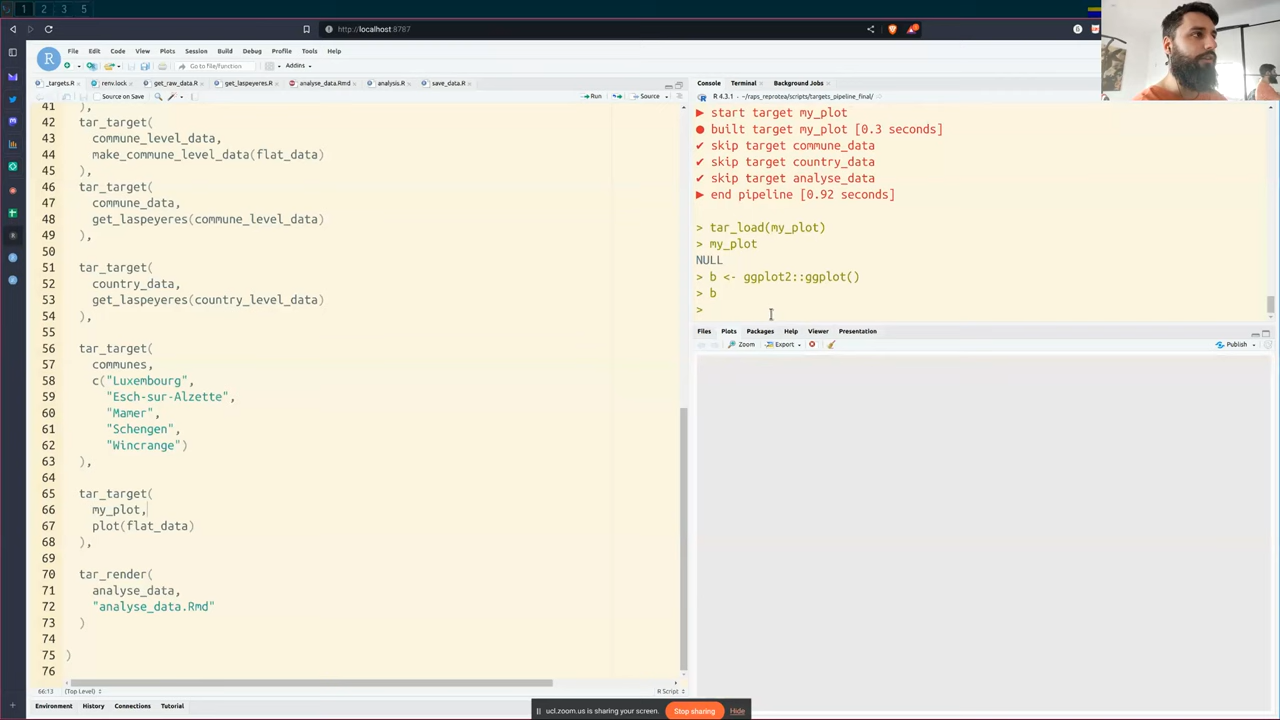 1 2 3 5
http://localhost:8787
File Edit Code View Plots Session Build Debug Profile Tools Help
Go to file/function Addins
_targets.R renv.lock get_raw_data.R get_laspeyeres.R analyse_data.Rmd analysis.R save_data.R
Source on Save Run Source
41 ),
42 tar_target(
43 commune_level_data,
44 make_commune_level_data(flat_data)
45 ),
46 tar_target(
47 commune_data,
48 get_laspeyeres(commune_level_data)
49 ),
50
51 tar_target(
52 country_data,
53 get_laspeyeres(country_level_data)
54 ),
55
56 tar_target(
57 communes,
58 c("Luxembourg",
59 "Esch-sur-Alzette",
60 "Mamer",
61 "Schengen",
62 "Wincrange")
63 ),
64
65 tar_target(
66 my_plot,
67 plot(flat_data)
68 ),
69
70 tar_render(
71 analyse_data,
72 "analyse_data.Rmd"
73 )
74
75 )
76
66:13 (Top Level) R Script
Environment History Connections Tutorial
Console Terminal Background Jobs
R 4.3.1 · ~/raps_reprotea/scripts/targets_pipeline_final/
▶ start target my_plot
● built target my_plot [0.3 seconds]
✔ skip target commune_data
✔ skip target country_data
✔ skip target analyse_data
▶ end pipeline [0.92 seconds]
> tar_load(my_plot)
> my_plot
NULL
> b <- ggplot2::ggplot()
> b
>
Files Plots Packages Help Viewer Presentation
Zoom Export Publish
ucl.zoom.us is sharing your screen. Stop sharing Hide